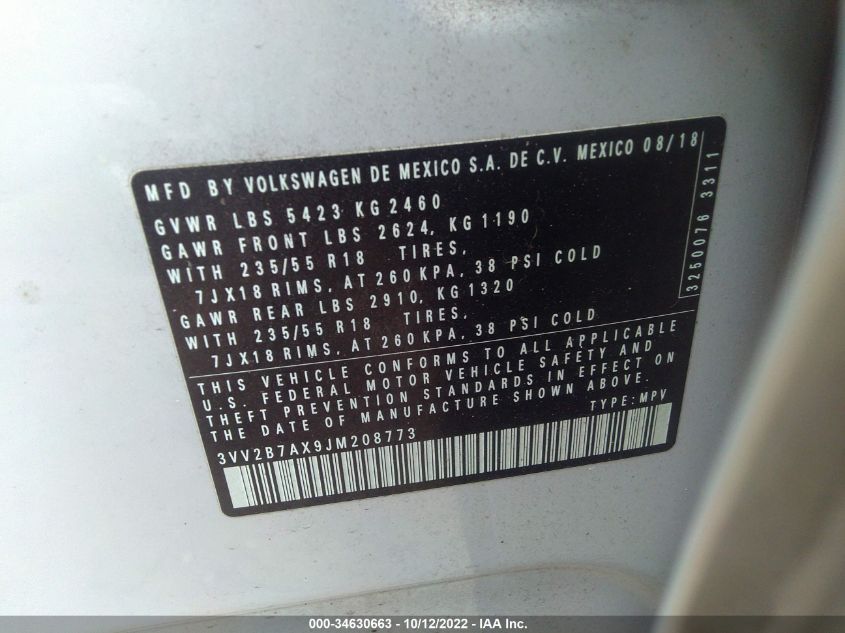 MFD BY VOLKSWAGEN DE MEXICO S.A. DE C.V. MEXICO 08/18
GVWR LBS 5423 KG 2460
GAWR FRONT LBS 2624, KG 1190
WITH 235/55 R18 TIRES,
7JX18 RIMS, AT 260 KPA, 38 PSI COLD
GAWR REAR LBS 2910, KG 1320
WITH 235/55 R18 TIRES,
7JX18 RIMS, AT 260KPA, 38 PSI COLD
THIS VEHICLE CONFORMS TO ALL APPLICABLE
U.S. FEDERAL MOTOR VEHICLE SAFETY AND
THEFT PREVENTION STANDARDS IN EFFECT ON
THE DATE OF MANUFACTURE SHOWN ABOVE.
3VV2B7AX9JM208773 TYPE:MPV
3250076 3311
000-34630663 - 10/12/2022 - IAA Inc.